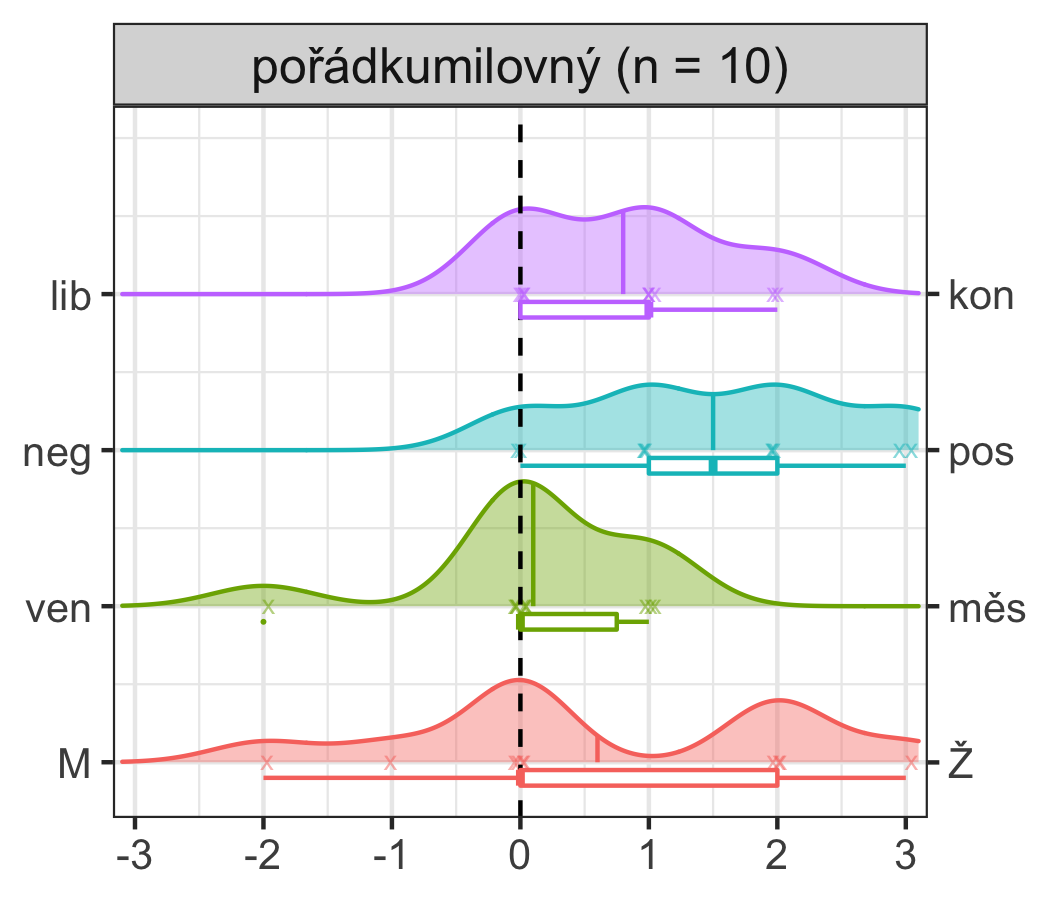 pořádkumilovný (n = 10)
lib kon
neg pos
ven měs
M Ž
-3 -2 -1 0 1 2 3